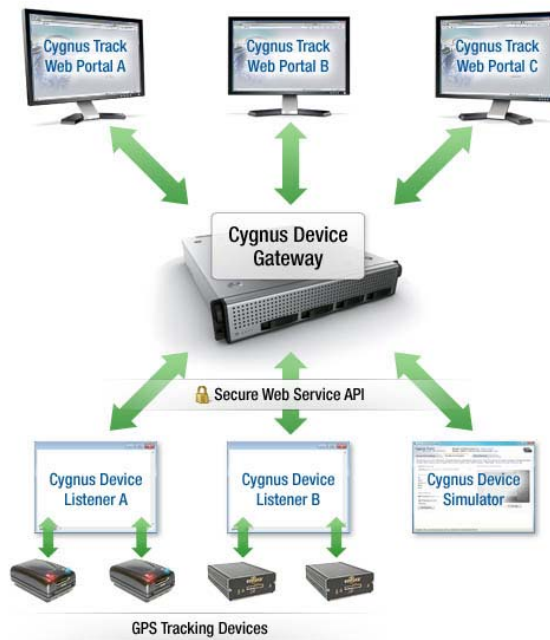 Cygnus Track
Web Portal A
Cygnus Track
Web Portal B
Cygnus Track
Web Portal C
Cygnus Device
Gateway
Secure Web Service API
Cygnus Device
Listener A
Cygnus Device
Listener B
Cygnus Device
Simulator
GPS Tracking Devices